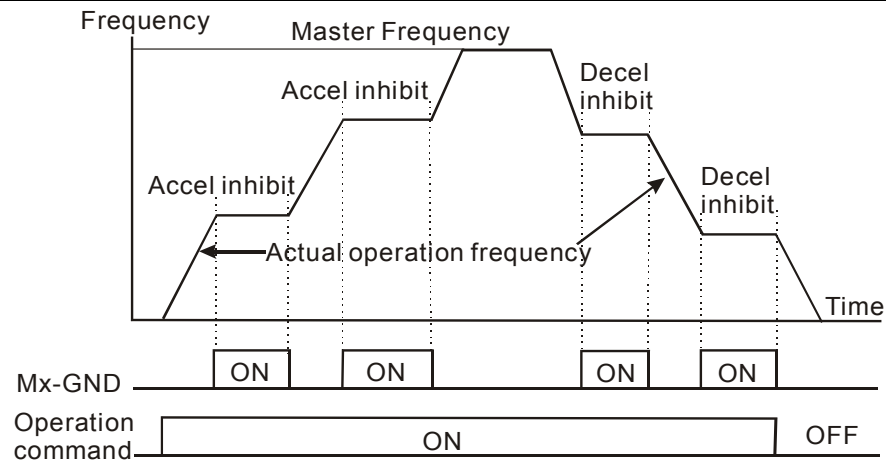 Frequency
Master Frequency
Accel inhibit
Decel
inhibit
Accel inhibit
Decel
inhibit
Actual operation frequency
Time
Mx-GND
ON
ON
ON
ON
Operation
command
ON
OFF